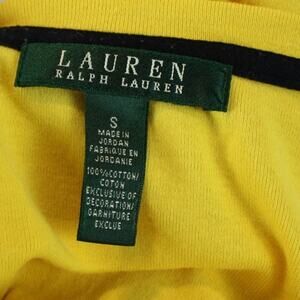 LAUREN
RALPH LAUREN
S
MADE IN
JORDAN
FABRIQUE EN
JORDANIE
100% COTTON/
COTON
EXCLUSIVE OF
DECORATION/
GARNITURE
EXCLUE